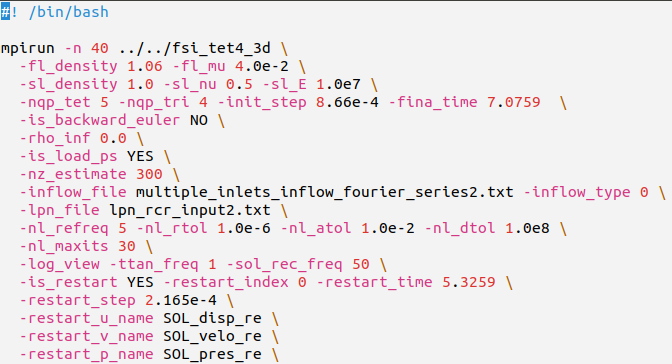 #! /bin/bash
mpirun -n 40 ../../fsi_tet4_3d \
-fl_density 1.06 -fl_mu 4.0e-2 \
-sl_density 1.0 -sl_nu 0.5 -sl_E 1.0e7 \
-nqp_tet 5 -nqp_tri 4 -init_step 8.66e-4 -fina_time 7.0759  \
-is_backward_euler NO \
-rho_inf 0.0 \
-is_load_ps YES \
-nz_estimate 300 \
-inflow_file multiple_inlets_inflow_fourier_series2.txt -inflow_type 0 \
-lpn_file lpn_rcr_input2.txt \
-nl_refreq 5 -nl_rtol 1.0e-6 -nl_atol 1.0e-2 -nl_dtol 1.0e8 \
-nl_maxits 30 \
-log_view -ttan_freq 1 -sol_rec_freq 50 \
-is_restart YES -restart_index 0 -restart_time 5.3259 \
-restart_step 2.165e-4 \
-restart_u_name SOL_disp_re \
-restart_v_name SOL_velo_re \
-restart_p_name SOL_pres_re \